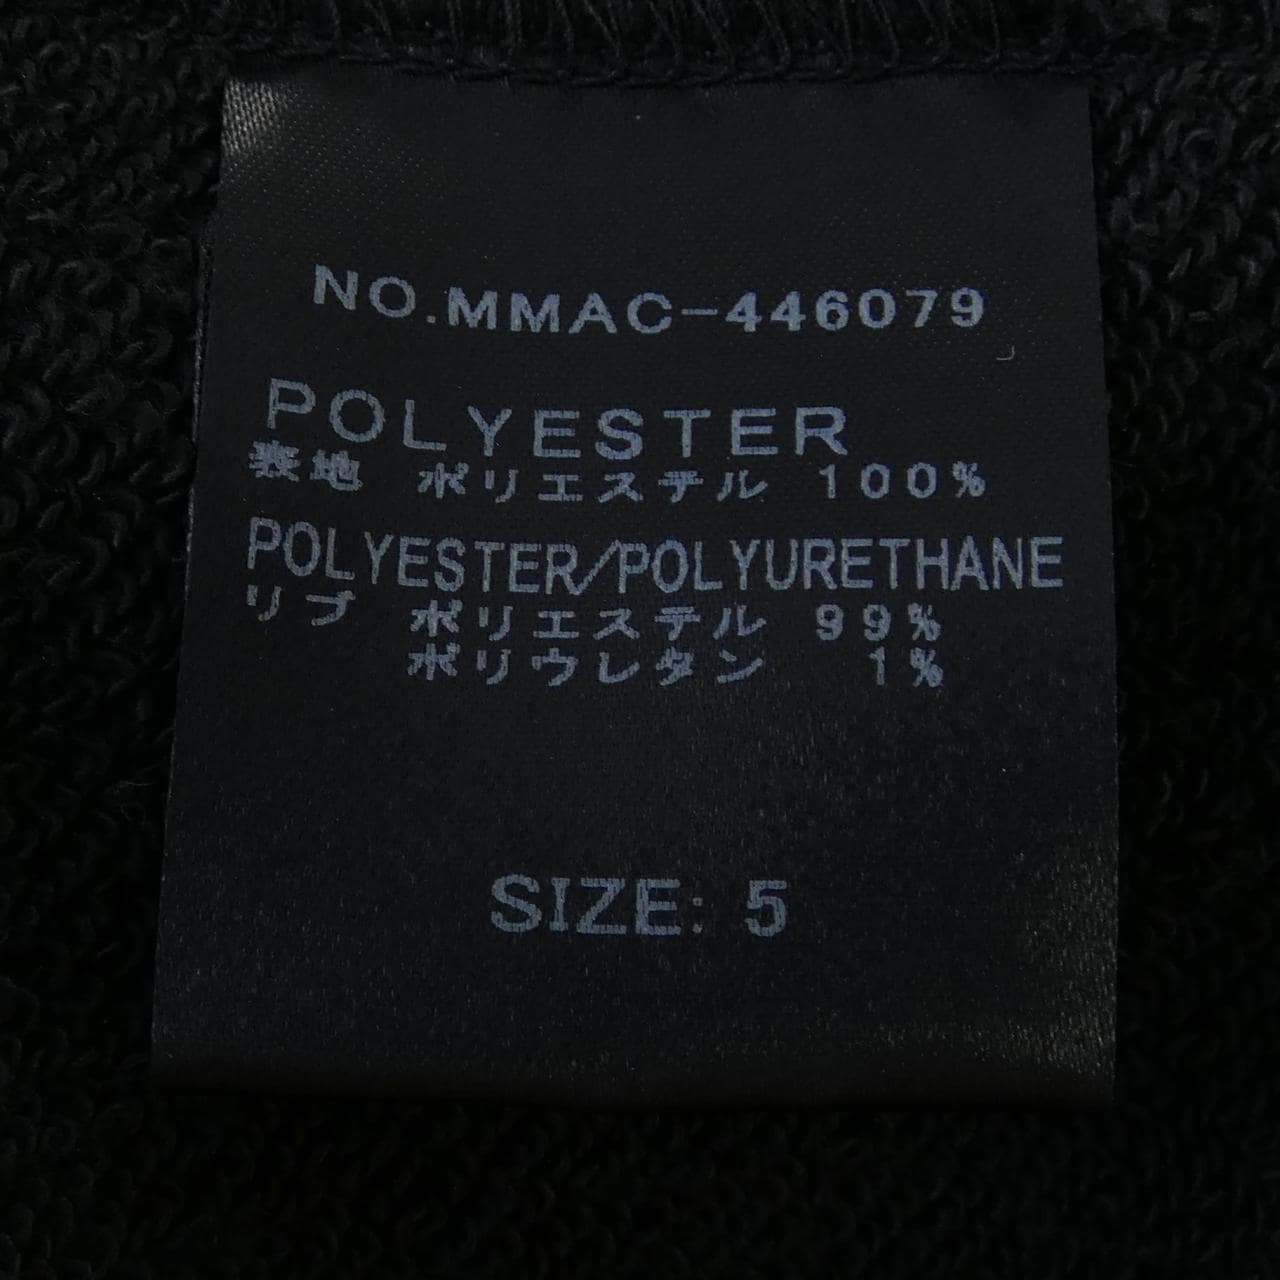 NO.MMAC-446079
POLYESTER
表地 ポリエステル 100%
POLYESTER/POLYURETHANE
リブ ポリエステル 99%
ポリウレタン 1%
SIZE: 5